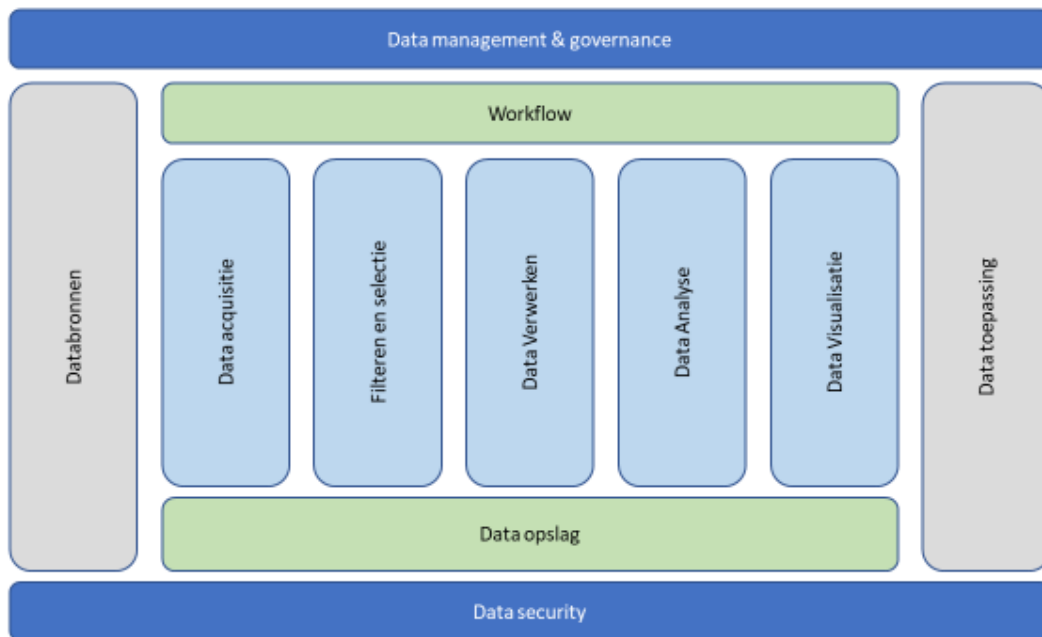 Data management & governance
Workflow
Databronnen
Data acquisitie
Filteren en selectie
Data Verwerken
Data Analyse
Data Visualisatie
Data toepassing
Data opslag
Data security